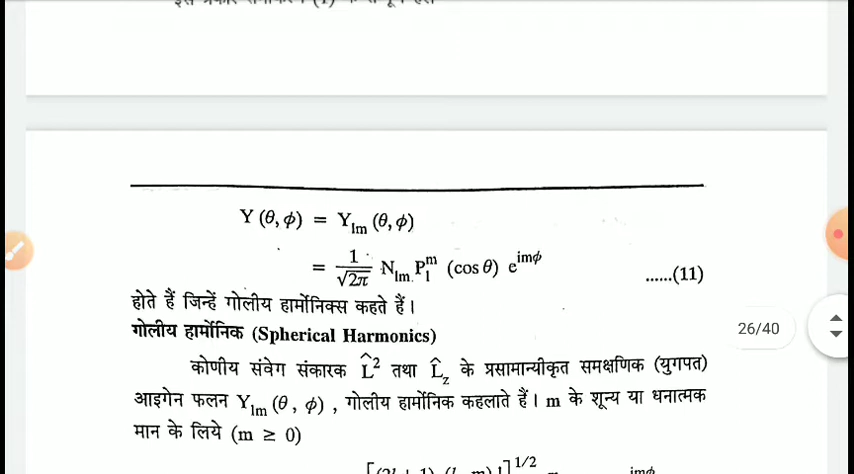 Y (θ, ϕ) = Y_lm (θ, ϕ)
= 1/√2π N_lm P_l^m (cos θ) e^imϕ ......(11)
होते हैं जिन्हें गोलीय हार्मोनिक्स कहते हैं।
गोलीय हार्मोनिक (Spherical Harmonics)
कोणीय संवेग संकारक L̂² तथा L̂_z के प्रसामान्यीकृत समक्षणिक (युगपत)
आइगेन फलन Y_lm (θ, ϕ), गोलीय हार्मोनिक कहलाते हैं। m के शून्य या धनात्मक
मान के लिये (m ≥ 0)
26/40